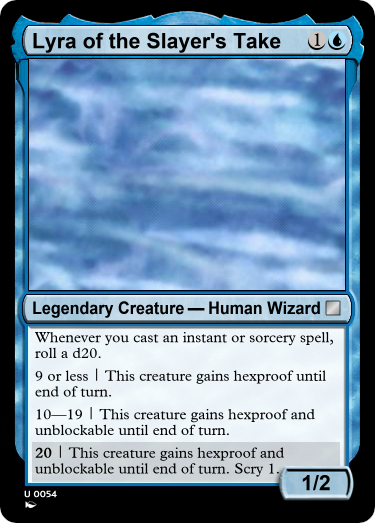 Lyra of the Slayer's Take 1
Legendary Creature — Human Wizard
Whenever you cast an instant or sorcery spell,
roll a d20.
9 or less | This creature gains hexproof until
end of turn.
10—19 | This creature gains hexproof and
unblockable until end of turn.
20 | This creature gains hexproof and
unblockable until end of turn. Scry 1.
1/2
U 0054